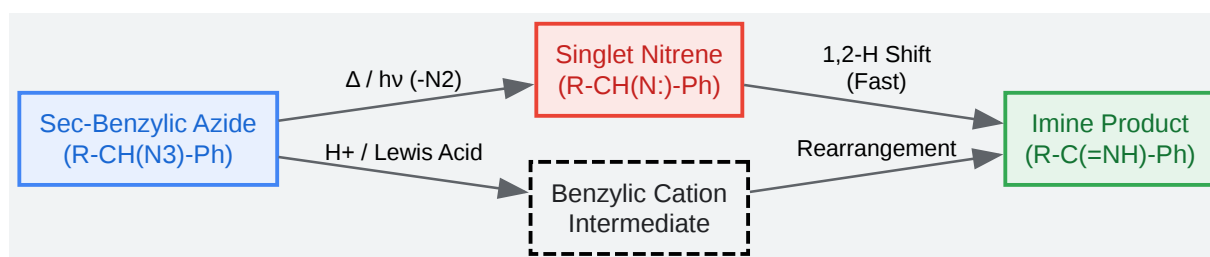 Sec-Benzylic Azide
(R-CH(N3)-Ph)
Δ / hν (-N2)
H+ / Lewis Acid
Singlet Nitrene
(R-CH(N:)-Ph)
Benzylic Cation
Intermediate
1,2-H Shift
(Fast)
Rearrangement
Imine Product
(R-C(=NH)-Ph)